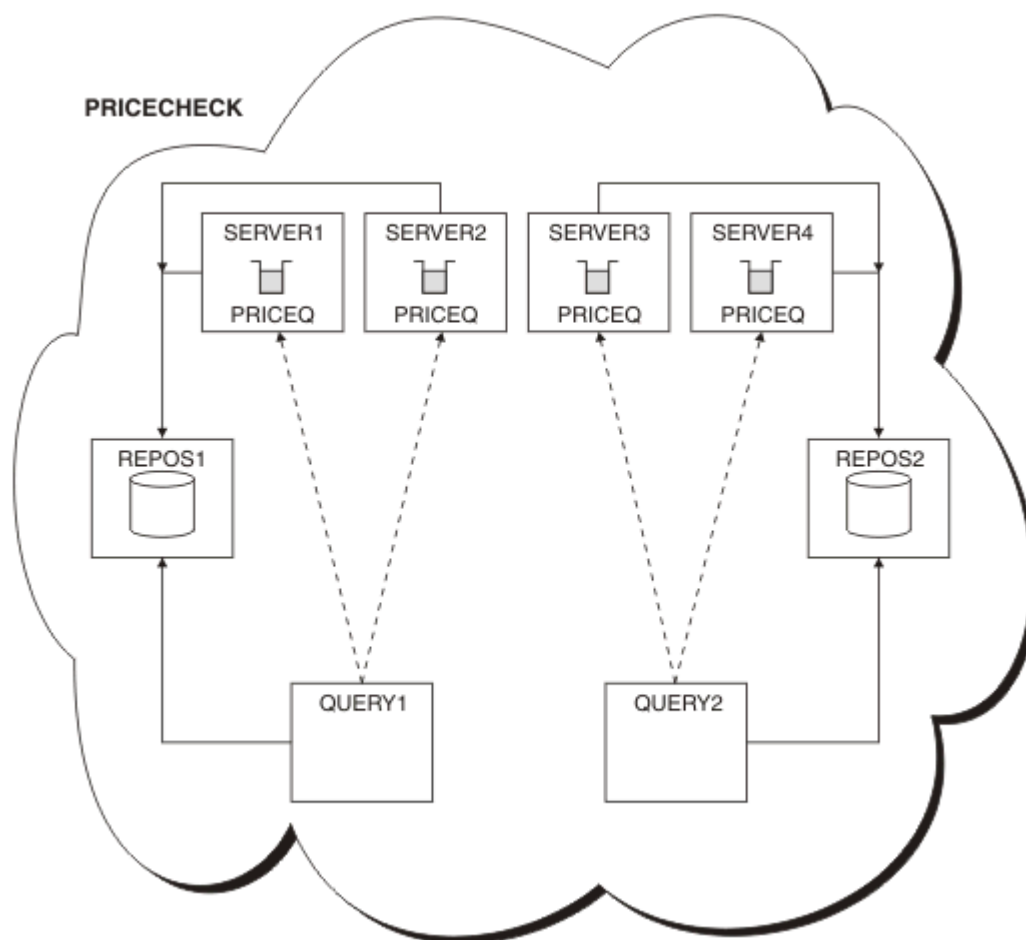 PRICECHECK
SERVER1
SERVER2
SERVER3
SERVER4
PRICEQ
PRICEQ
PRICEQ
PRICEQ
REPOS1
REPOS2
QUERY1
QUERY2